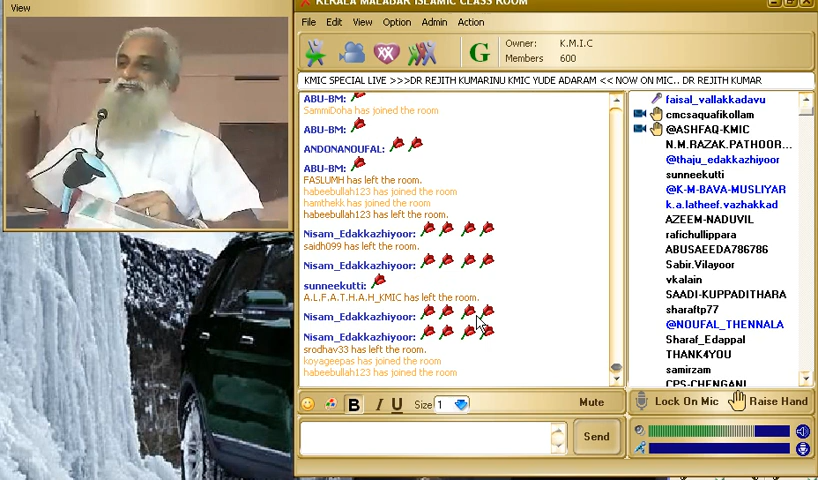 View
KERALA MALABAR ISLAMIC CLASS ROOM
File Edit View Option Admin Action
G
Owner: K.M.I.C
Members 600
KMIC SPECIAL LIVE >>>DR REJITH KUMARINU KMIC YUDE ADARAM << NOW ON MIC.. DR REJITH KUMAR
ABU-BM:
SammiDoha has joined the room
ABU-BM:
ANDONANOUFAL:
ABU-BM:
FASLUMH has left the room.
habeebullah123 has joined the room
hamthekk has joined the room
habeebullah123 has left the room.
Nisam_Edakkazhiyoor:
saidh099 has left the room.
Nisam_Edakkazhiyoor:
sunneekutti:
A.L.F.A.T.H.A.H_KMIC has left the room.
Nisam_Edakkazhiyoor:
Nisam_Edakkazhiyoor:
srodhav33 has left the room.
koyageepas has joined the room
habeebullah123 has joined the room
faisal_vallakkadavu
cmcsaquafikollam
@ASHFAQ-KMIC
N.M.RAZAK.PATHOOR...
@thaju_edakkazhiyoor
sunneekutti
@K-M-BAVA-MUSLIYAR
k.a.latheef.vazhakkad
AZEEM-NADUVIL
rafichullippara
ABUSAEEDA786786
Sabir.Vilayoor
vkalain
SAADI-KUPPADITHARA
sharaftp77
@NOUFAL_THENNALA
Sharaf_Edappal
THANK4YOU
samirzam
CPS-CHENGANI
B I U Size 1 Mute
Lock On Mic Raise Hand
Send